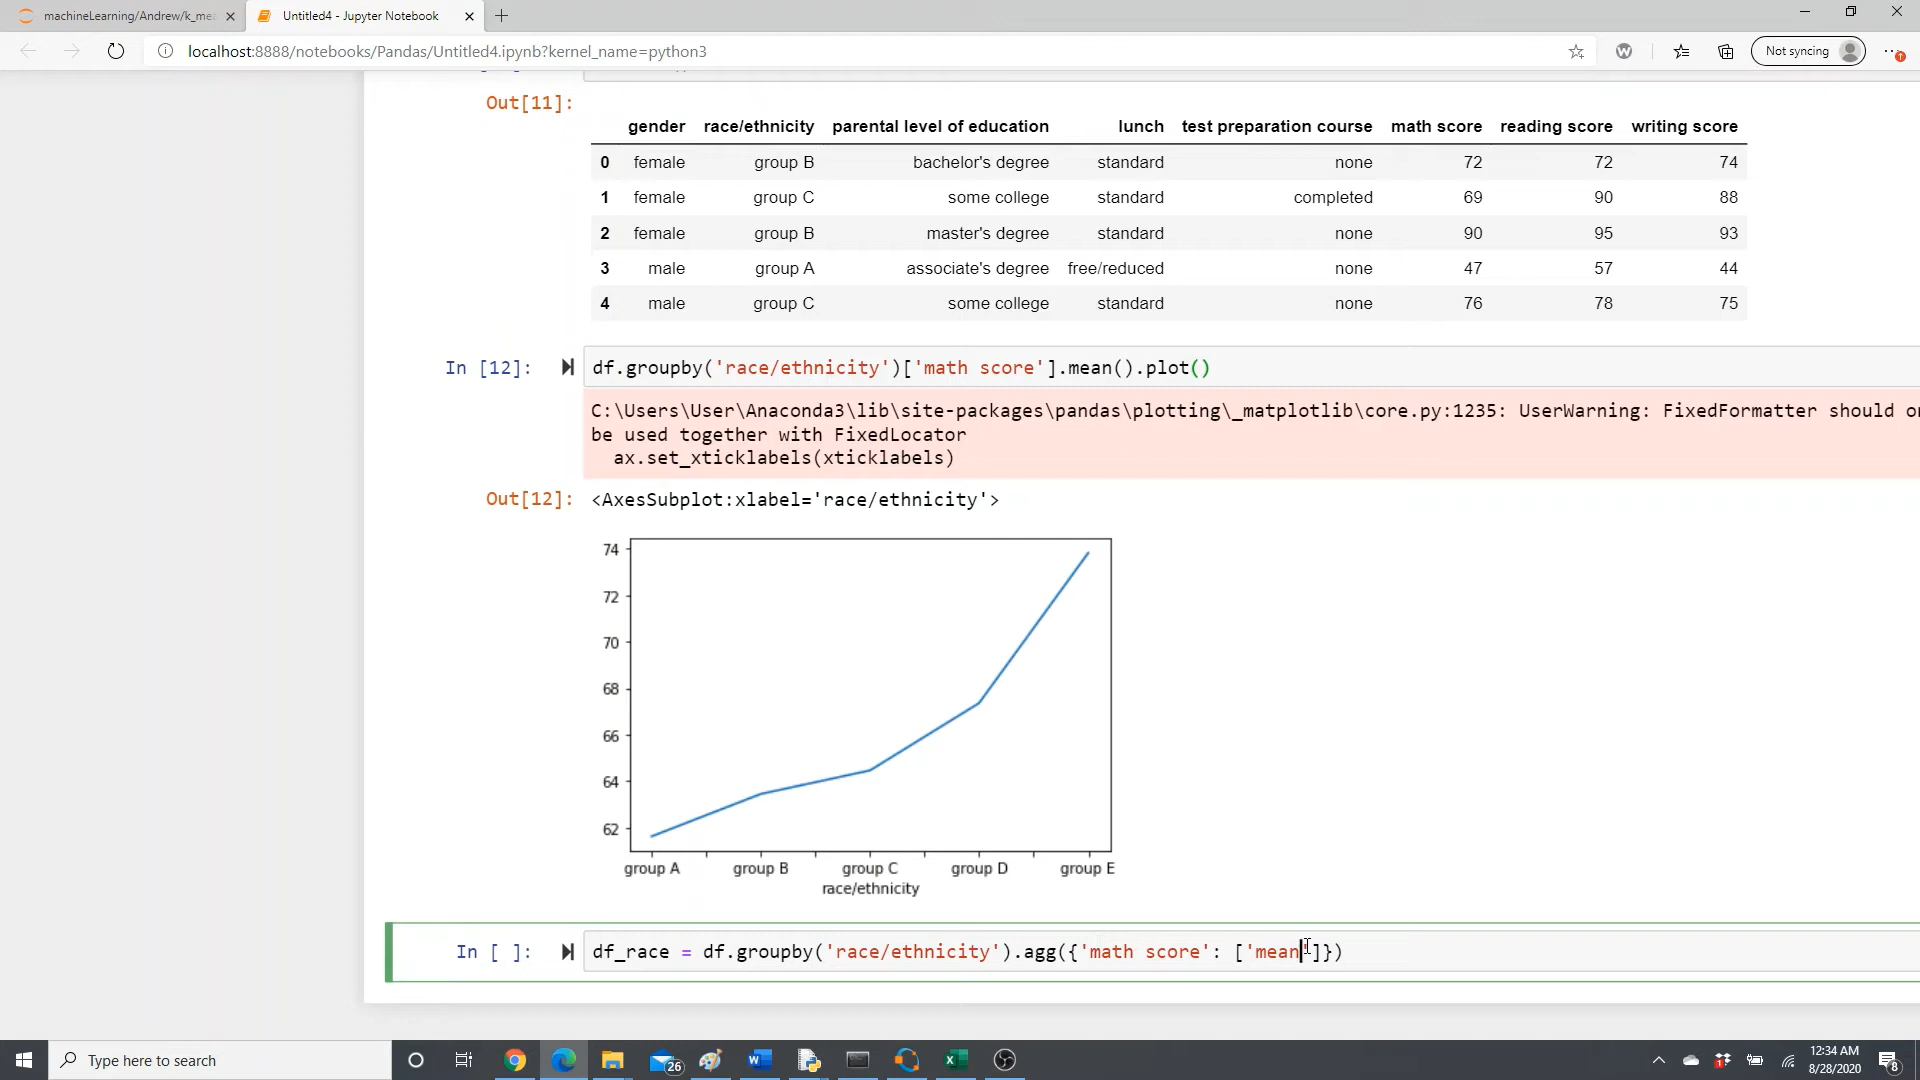 machineLearning/Andrew/k_me
Untitled4 - Jupyter Notebook
localhost:8888/notebooks/Pandas/Untitled4.ipynb?kernel_name=python3
Not syncing
Out[11]:
gender race/ethnicity parental level of education lunch test preparation course math score reading score writing score
0 female group B bachelor's degree standard none 72 72 74
1 female group C some college standard completed 69 90 88
2 female group B master's degree standard none 90 95 93
3 male group A associate's degree free/reduced none 47 57 44
4 male group C some college standard none 76 78 75
In [12]: df.groupby('race/ethnicity')['math score'].mean().plot()
C:\Users\User\Anaconda3\lib\site-packages\pandas\plotting\_matplotlib\core.py:1235: UserWarning: FixedFormatter should on
be used together with FixedLocator
ax.set_xticklabels(xticklabels)
Out[12]: <AxesSubplot:xlabel='race/ethnicity'>
74
72
70
68
66
64
62
group A group B group C group D group E
race/ethnicity
In [ ]: df_race = df.groupby('race/ethnicity').agg({'math score': ['mean']})
Type here to search
26
12:34 AM
8/28/2020
8